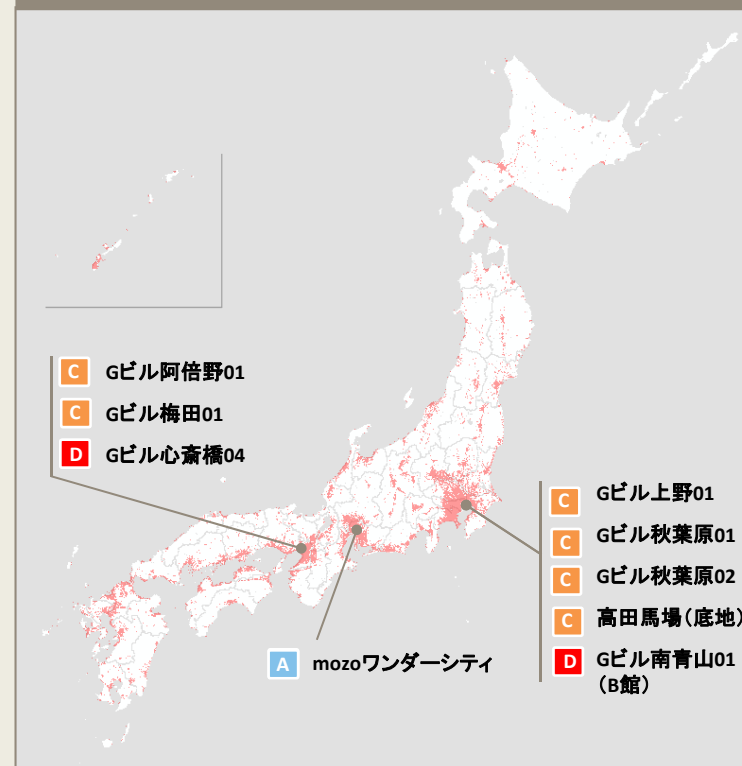 C Gビル阿倍野01
C Gビル梅田01
D Gビル心斎橋04
A mozoワンダーシティ
C Gビル上野01
C Gビル秋葉原01
C Gビル秋葉原02
C 高田馬場（底地）
D Gビル南青山01
（B館）